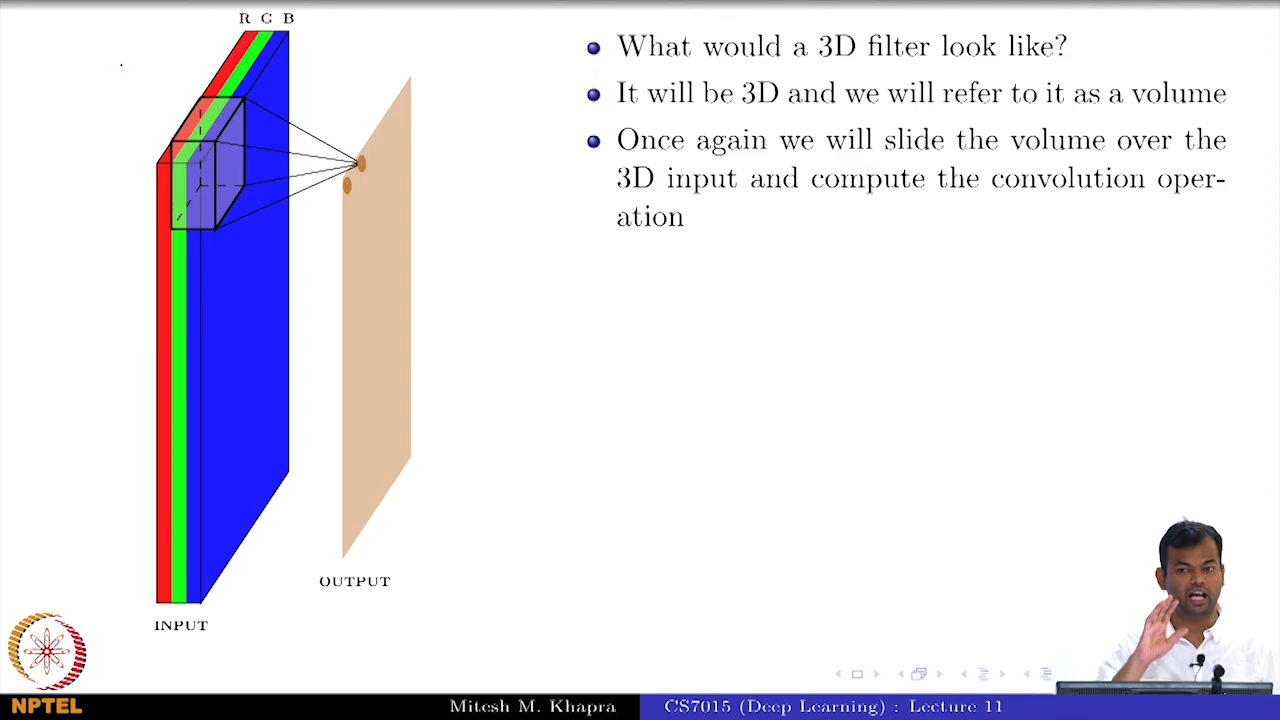 R G B
What would a 3D filter look like?
It will be 3D and we will refer to it as a volume
Once again we will slide the volume over the
3D input and compute the convolution oper-
ation
OUTPUT
INPUT
NPTEL
Mitesh M. Khapra
CS7015 (Deep Learning) : Lecture 11